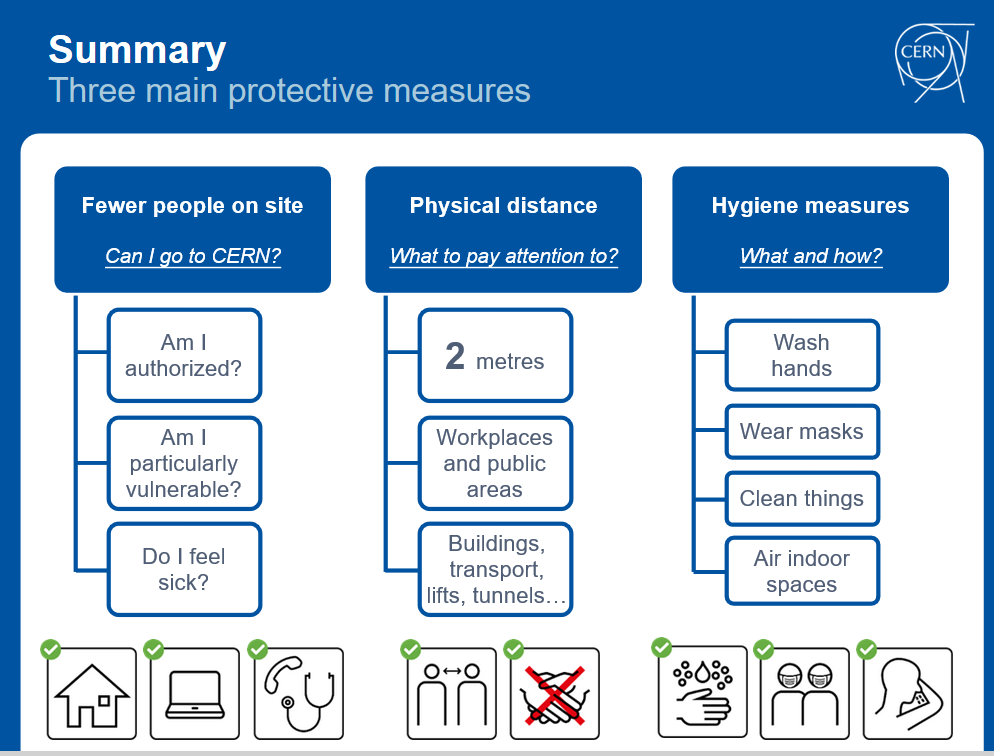 Summary
Three main protective measures
CERN
Fewer people on site
Can I go to CERN?
Am I
authorized?
Am I
particularly
vulnerable?
Do I feel
sick?
Physical distance
What to pay attention to?
2 metres
Workplaces
and public
areas
Buildings,
transport,
lifts, tunnels…
Hygiene measures
What and how?
Wash
hands
Wear masks
Clean things
Air indoor
spaces